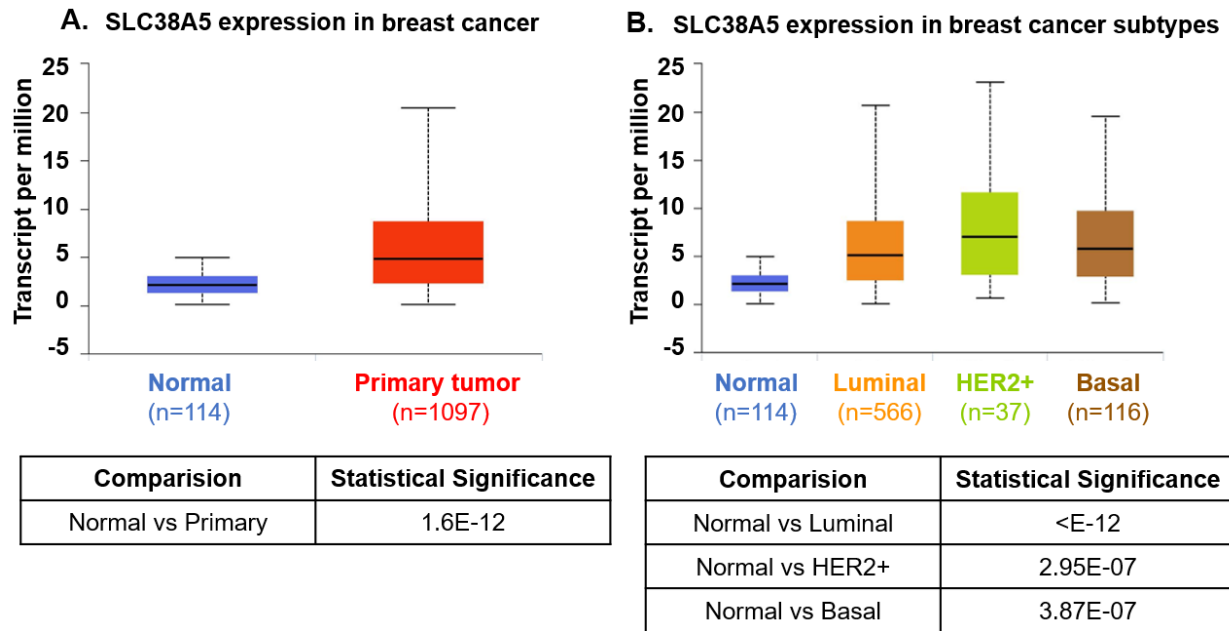 A. SLC38A5 expression in breast cancer
Transcript per million
25
20
15
10
5
0
-5
Normal
(n=114)
Primary tumor
(n=1097)
Comparision Statistical Significance
Normal vs Primary 1.6E-12
B. SLC38A5 expression in breast cancer subtypes
Transcript per million
25
20
15
10
5
0
-5
Normal
(n=114)
Luminal
(n=566)
HER2+
(n=37)
Basal
(n=116)
Comparision Statistical Significance
Normal vs Luminal <E-12
Normal vs HER2+ 2.95E-07
Normal vs Basal 3.87E-07